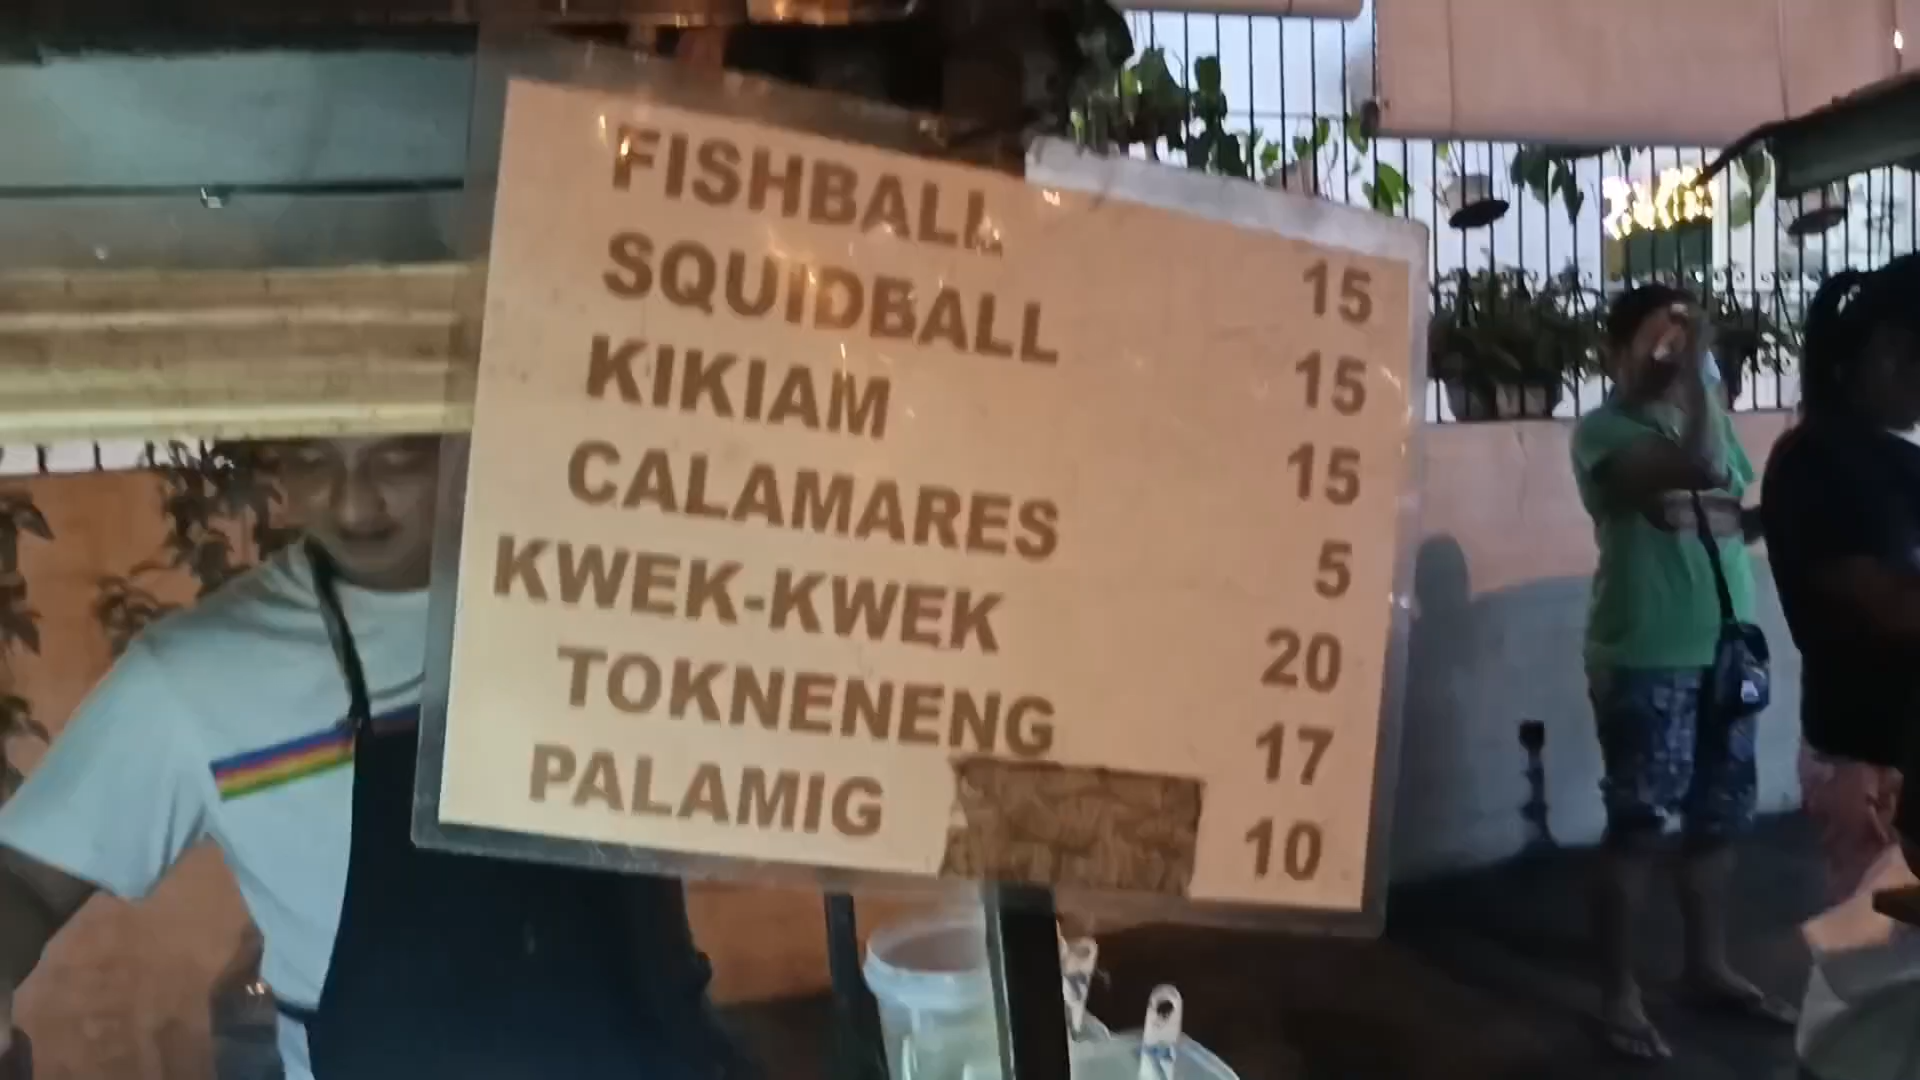 FISHBALL 15
SQUIDBALL 15
KIKIAM 15
CALAMARES 5
KWEK-KWEK 20
TOKNENENG 17
PALAMIG 10